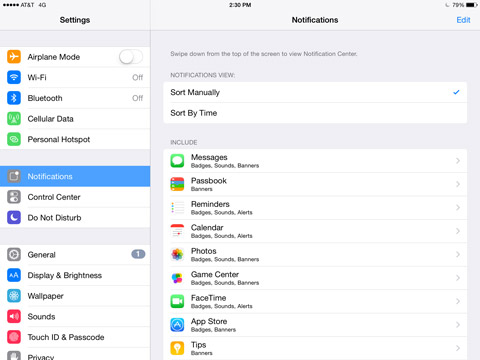 AT&T 4G 2:30 PM 79%
Settings
Airplane Mode
Wi-Fi Off
Bluetooth Off
Cellular Data
Personal Hotspot
Notifications
Control Center
Do Not Disturb
General 1
Display & Brightness
AA
Wallpaper
Sounds
Touch ID & Passcode
Privacy
Notifications Edit
Swipe down from the top of the screen to view Notification Center.
NOTIFICATIONS VIEW:
Sort Manually
Sort By Time
INCLUDE
Messages
Badges, Sounds, Banners
Passbook
Banners
Reminders
Badges, Sounds, Alerts
Calendar
Badges, Sounds, Alerts
Photos
Badges, Sounds, Banners
Game Center
Badges, Sounds, Banners
FaceTime
Badges, Sounds, Alerts
App Store
Badges, Banners
Tips
Banners